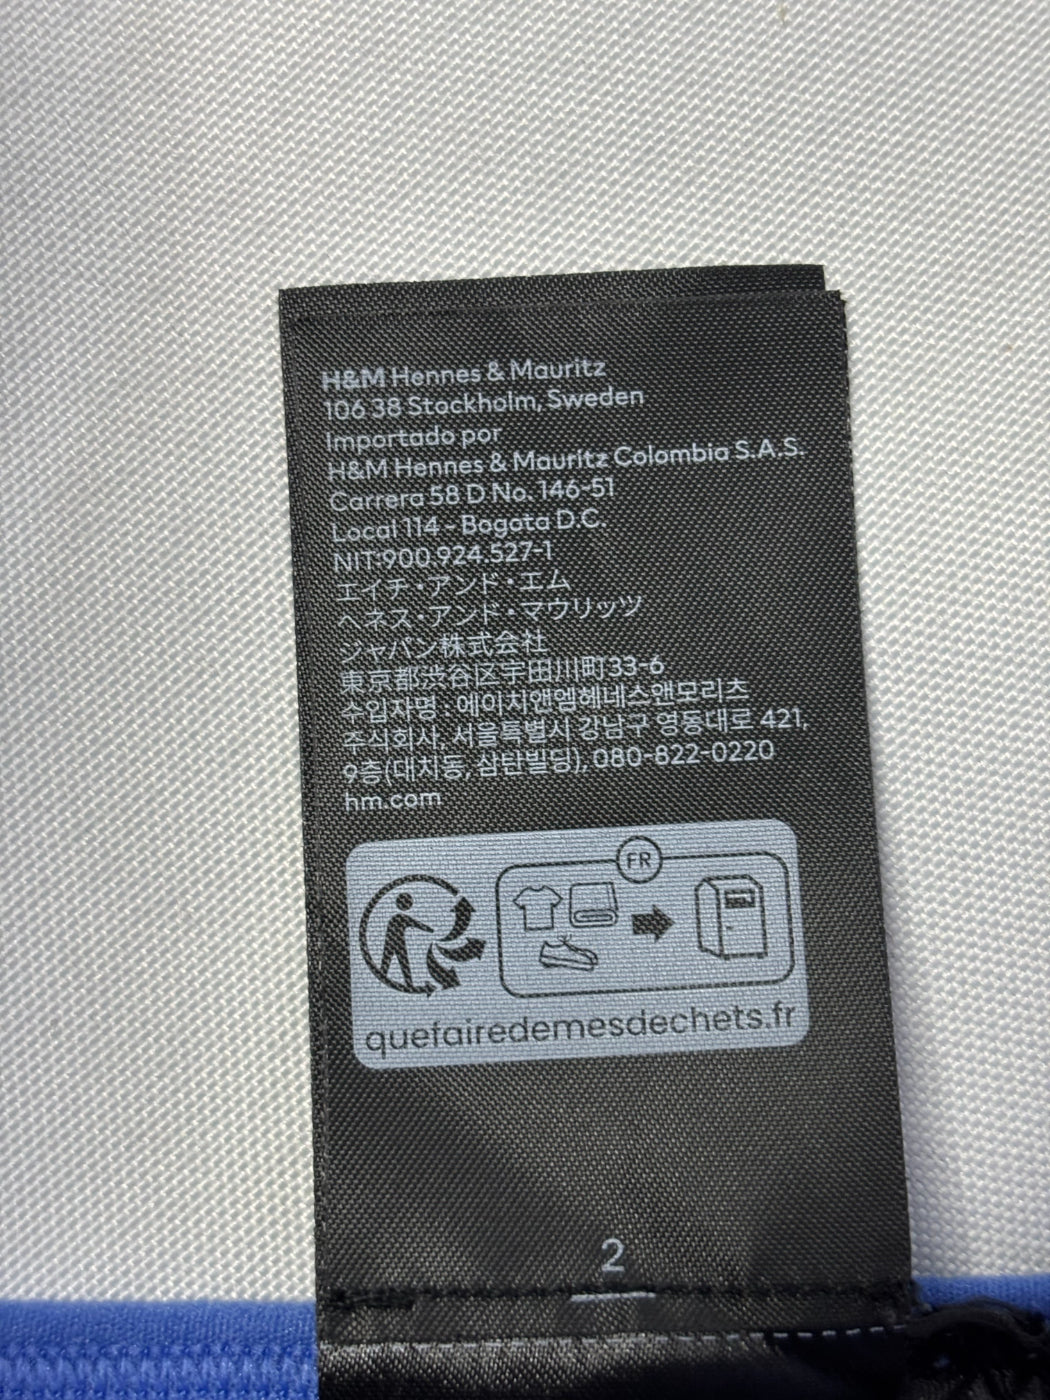 H&M Hennes & Mauritz
106 38 Stockholm, Sweden
Importado por
H&M Hennes & Mauritz Colombia S.A.S.
Carrera 58 D No. 146-51
Local 114 - Bogota D.C.
NIT:900.924.527-1
エイチ・アンド・エム
ヘネス・アンド・マウリッツ
ジャパン株式会社
東京都渋谷区宇田川町33-6
수입자명 : 에이치앤엠헤네스앤모리츠
주식회사, 서울특별시 강남구 영동대로 421,
9층(대치동, 삼탄빌딩), 080-822-0220
hm.com
FR
quefairedemesdechets.fr
2